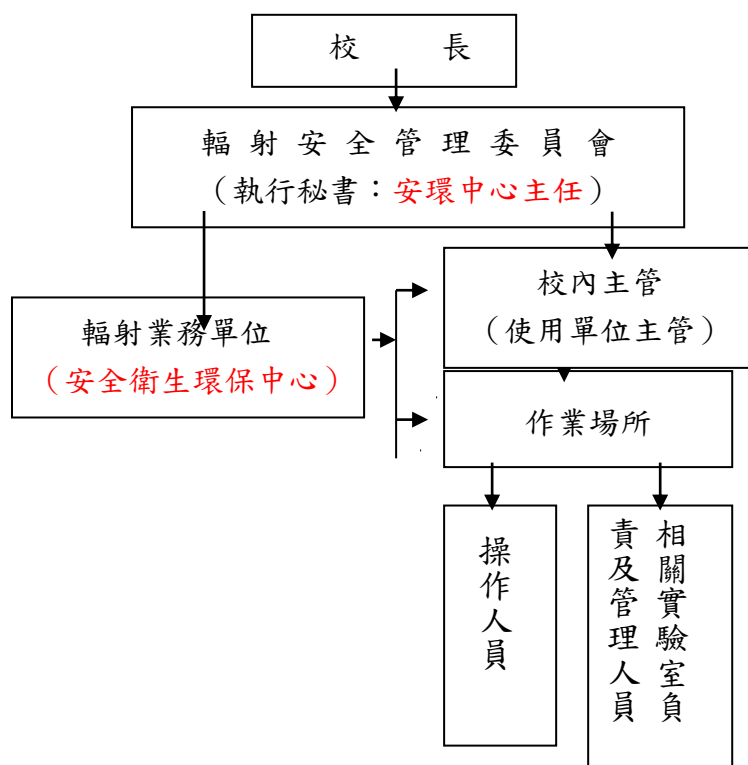 校 長
輻射安全管理委員會
（執行秘書：安環中心主任）
輻射業務單位
（安全衛生環保中心）
校內主管
（使用單位主管）
作業場所
操作人員
相關實驗室負
責及管理人員